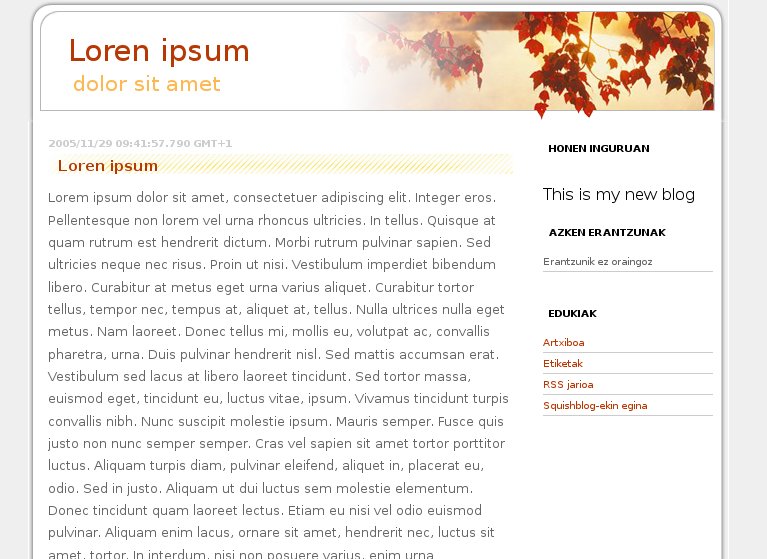 Loren ipsum
dolor sit amet
2005/11/29 09:41:57.790 GMT+1
Loren ipsum
Lorem ipsum dolor sit amet, consectetuer adipiscing elit. Integer eros.
Pellentesque non lorem vel urna rhoncus ultricies. In tellus. Quisque at
quam rutrum est hendrerit dictum. Morbi rutrum pulvinar sapien. Sed
ultricies neque nec risus. Proin ut nisi. Vestibulum imperdiet bibendum
libero. Curabitur at metus eget urna varius aliquet. Curabitur tortor
tellus, tempor nec, tempus at, aliquet at, tellus. Nulla ultrices nulla eget
metus. Nam laoreet. Donec tellus mi, mollis eu, volutpat ac, convallis
pharetra, urna. Duis pulvinar hendrerit nisl. Sed mattis accumsan erat.
Vestibulum sed lacus at libero laoreet tincidunt. Sed tortor massa,
euismod eget, tincidunt eu, luctus vitae, ipsum. Vivamus tincidunt turpis
convallis nibh. Nunc suscipit molestie ipsum. Mauris semper. Fusce quis
justo non nunc semper semper. Cras vel sapien sit amet tortor porttitor
luctus. Aliquam turpis diam, pulvinar eleifend, aliquet in, placerat eu,
odio. Sed in justo. Aliquam ut dui luctus sem molestie elementum.
Donec tincidunt quam laoreet lectus. Etiam eu nisi vel odio euismod
pulvinar. Aliquam enim lacus, ornare sit amet, hendrerit nec, luctus sit
amet, tortor. In interdum, nisi non posuere varius, enim urna
HONEN INGURUAN
This is my new blog
AZKEN ERANTZUNAK
Erantzunik ez oraingoz
EDUKIAK
Artxiboa
Etiketak
RSS jarioa
Squishblog-ekin egina